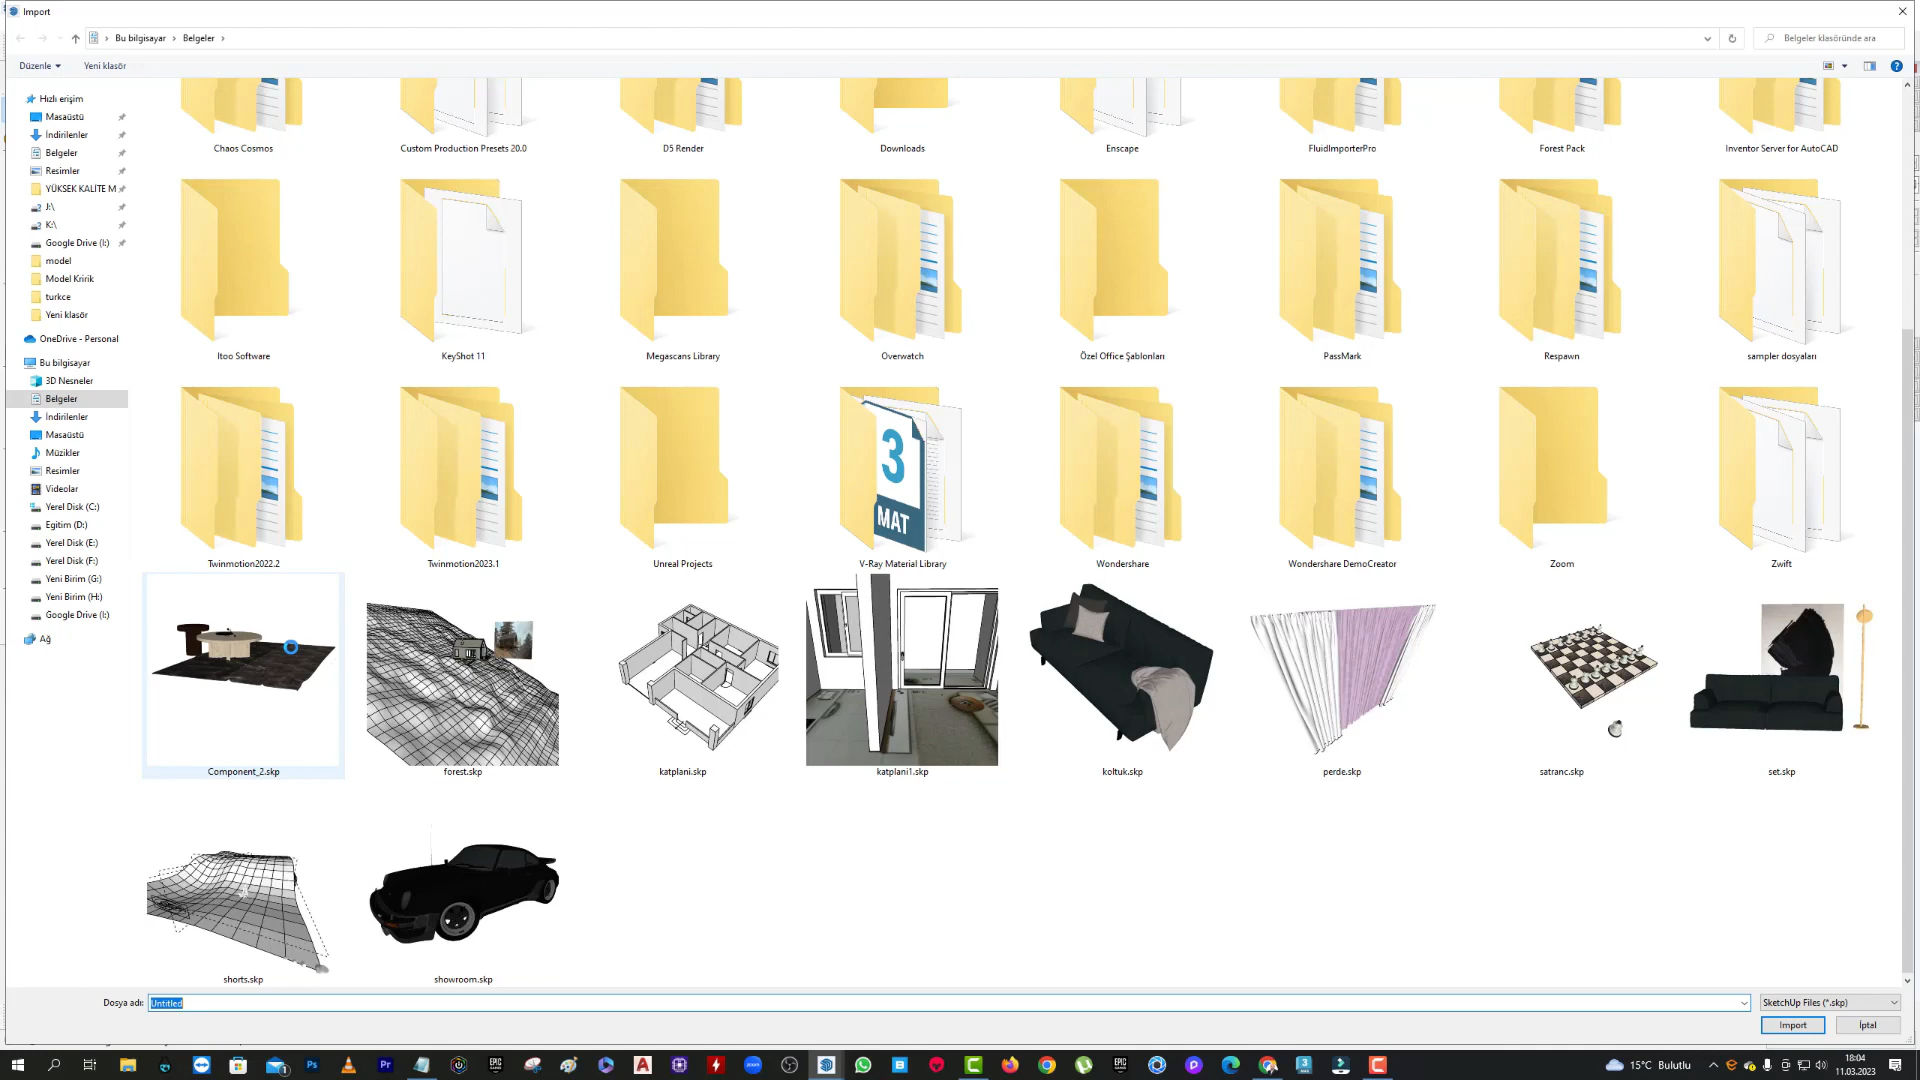 Import
Bu bilgisayar
Belgeler
Belgeler klasöründe ara
Düzenle
Yeni klasör
Hızlı erişim
Masaüstü
İndirilenler
Belgeler
Resimler
YÜKSEK KALİTE M
J:\
K:\
Google Drive (I:)
model
Model Kririk
turkce
Yeni klasör
OneDrive - Personal
Bu bilgisayar
3D Nesneler
Belgeler
İndirilenler
Masaüstü
Müzikler
Resimler
Videolar
Yerel Disk (C:)
Egitim (D:)
Yerel Disk (E:)
Yerel Disk (F:)
Yeni Birim (G:)
Yeni Birim (H:)
Google Drive (I:)
Ağ
Chaos Cosmos
Custom Production Presets 20.0
D5 Render
Downloads
Enscape
FluidImporterPro
Forest Pack
Inventor Server for AutoCAD
Itoo Software
KeyShot 11
Megascans Library
Overwatch
Özel Office Şablonları
PassMark
Respawn
sampler dosyaları
3
MAT
Twinmotion2022.2
Twinmotion2023.1
Unreal Projects
V-Ray Material Library
Wondershare
Wondershare DemoCreator
Zoom
Zwift
Component_2.skp
forest.skp
katplani.skp
katplani1.skp
koltuk.skp
perde.skp
satranc.skp
set.skp
shorts.skp
showroom.skp
Dosya adı:
Untitled
SketchUp Files (*.skp)
Import
İptal
15°C Bulutlu
18:04
11.03.2023